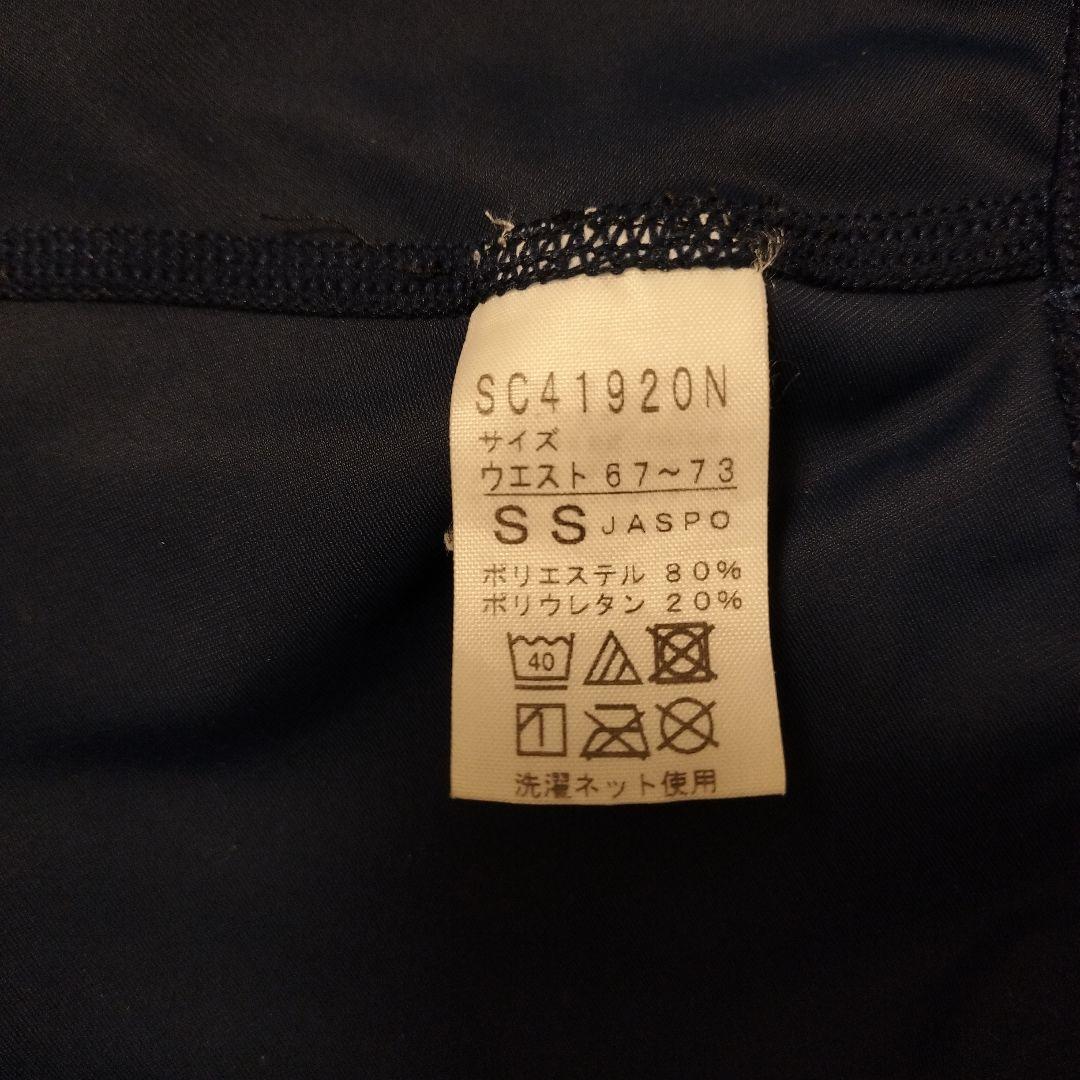 SC41920N
サイズ
ウエスト 67～73
SS JASPO
ポリエステル 80%
ポリウレタン 20%
40
洗濯ネット使用